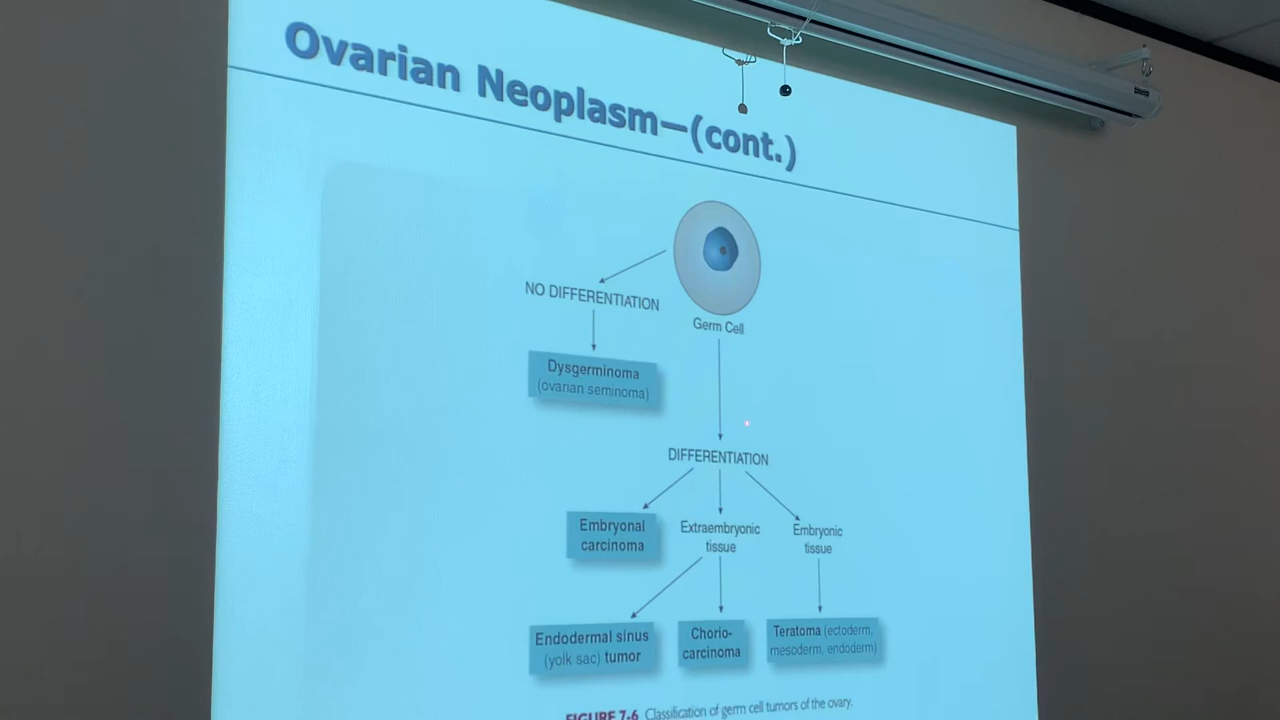 Ovarian Neoplasm—(cont.)
NO DIFFERENTIATION
Germ Cell
Dysgerminoma
(ovarian seminoma)
DIFFERENTIATION
Embryonal
carcinoma
Extraembryonic
tissue
Embryonic
tissue
Endodermal sinus
(yolk sac) tumor
Chorio-
carcinoma
Teratoma (ectoderm,
mesoderm, endoderm)
FIGURE 7-6 Classification of germ cell tumors of the ovary.